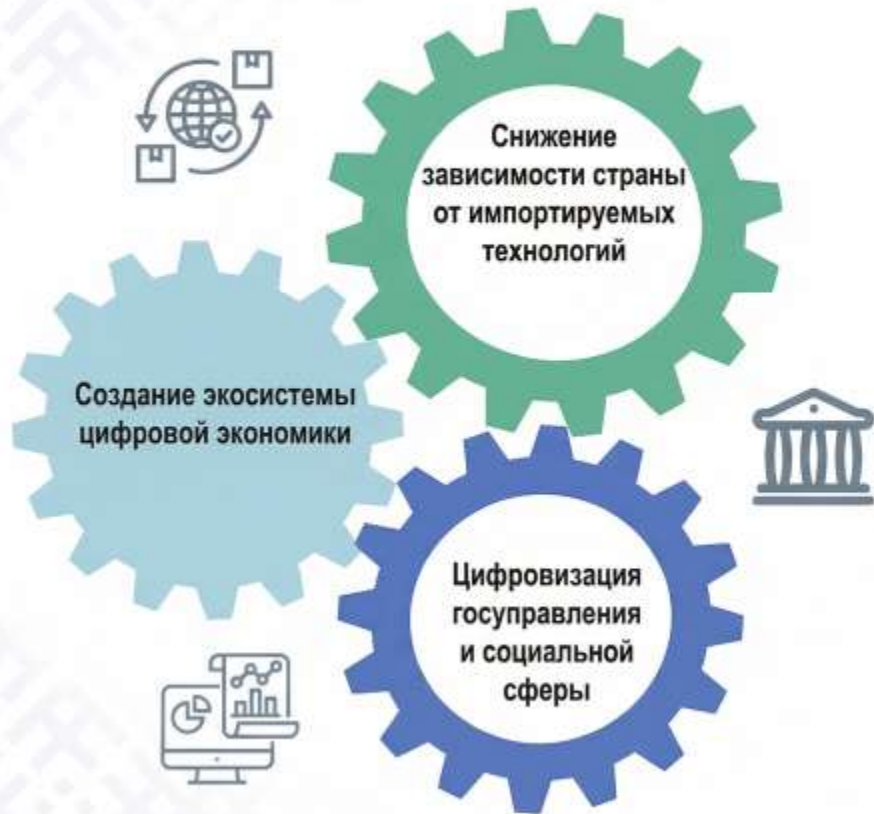 Снижение
зависимости страны
от импортируемых
технологий
Создание экосистемы
цифровой экономики
Цифровизация
госуправления
и социальной
сферы